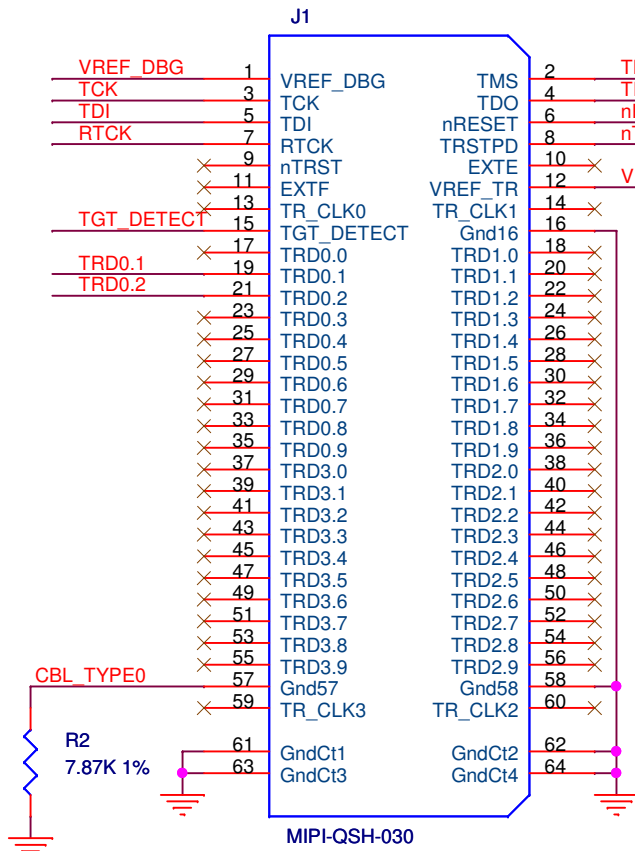 J1
VREF_DBG 1 VREF_DBG TMS 2
TCK 3 TCK TDO 4
TDI 5 TDI nRESET 6
RTCK 7 RTCK TRSTPD 8
9 nTRST EXTE 10
11 EXTF VREF_TR 12 V
13 TR_CLK0 TR_CLK1 14
TGT_DETECT 15 TGT_DETECT Gnd16 16
17 TRD0.0 TRD1.0 18
TRD0.1 19 TRD0.1 TRD1.1 20
TRD0.2 21 TRD0.2 TRD1.2 22
23 TRD0.3 TRD1.3 24
25 TRD0.4 TRD1.4 26
27 TRD0.5 TRD1.5 28
29 TRD0.6 TRD1.6 30
31 TRD0.7 TRD1.7 32
33 TRD0.8 TRD1.8 34
35 TRD0.9 TRD1.9 36
37 TRD3.0 TRD2.0 38
39 TRD3.1 TRD2.1 40
41 TRD3.2 TRD2.2 42
43 TRD3.3 TRD2.3 44
45 TRD3.4 TRD2.4 46
47 TRD3.5 TRD2.5 48
49 TRD3.6 TRD2.6 50
51 TRD3.7 TRD2.7 52
53 TRD3.8 TRD2.8 54
55 TRD3.9 TRD2.9 56
CBL_TYPE0 57 Gnd57 Gnd58 58
59 TR_CLK3 TR_CLK2 60
61 GndCt1 GndCt2 62
63 GndCt3 GndCt4 64
R2
7.87K 1%
MIPI-QSH-030